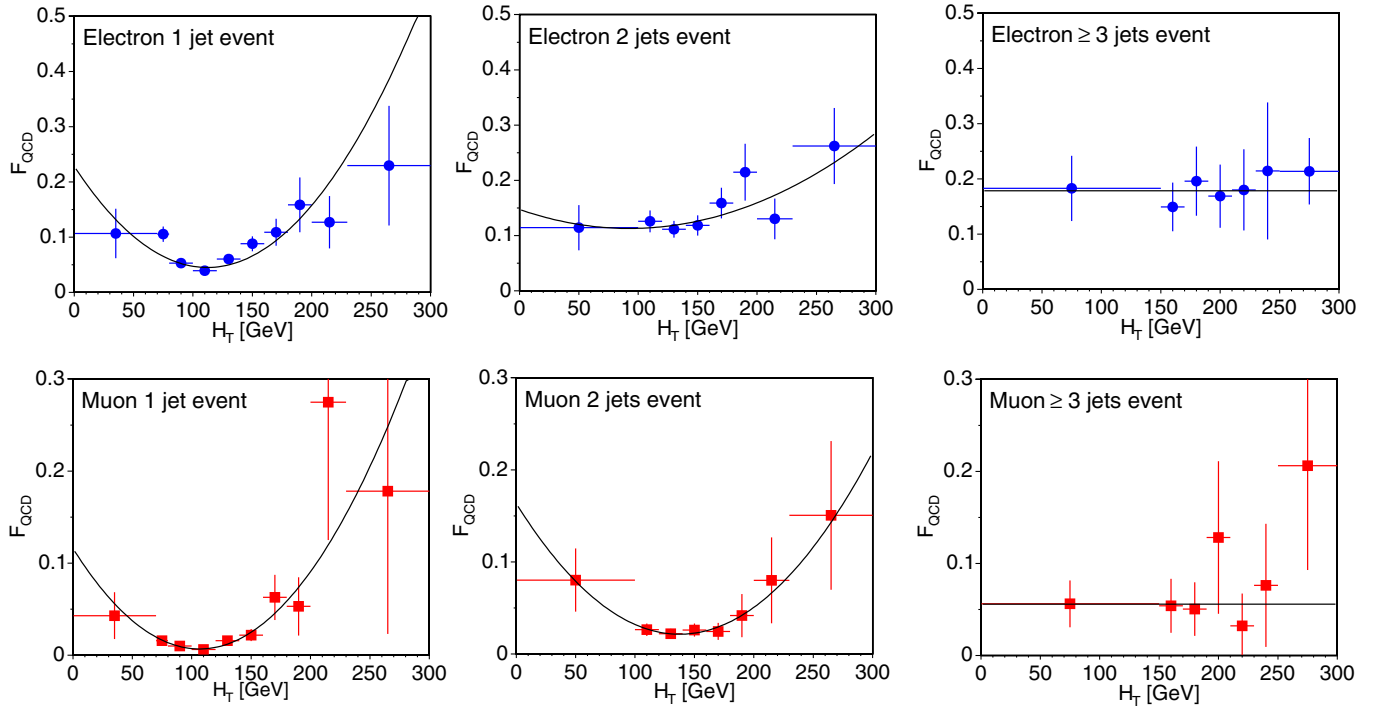 Electron 1 jet event
F_QCD
0.5
0.4
0.3
0.2
0.1
0
0 50 100 150 200 250 300
H_T [GeV]
Electron 2 jets event
F_QCD
0.5
0.4
0.3
0.2
0.1
0
0 50 100 150 200 250 300
H_T [GeV]
Electron ≥ 3 jets event
F_QCD
0.5
0.4
0.3
0.2
0.1
0
0 50 100 150 200 250 300
H_T [GeV]
Muon 1 jet event
F_QCD
0.3
0.2
0.1
0
0 50 100 150 200 250 300
H_T [GeV]
Muon 2 jets event
F_QCD
0.3
0.2
0.1
0
0 50 100 150 200 250 300
H_T [GeV]
Muon ≥ 3 jets event
F_QCD
0.3
0.2
0.1
0
0 50 100 150 200 250 300
H_T [GeV]